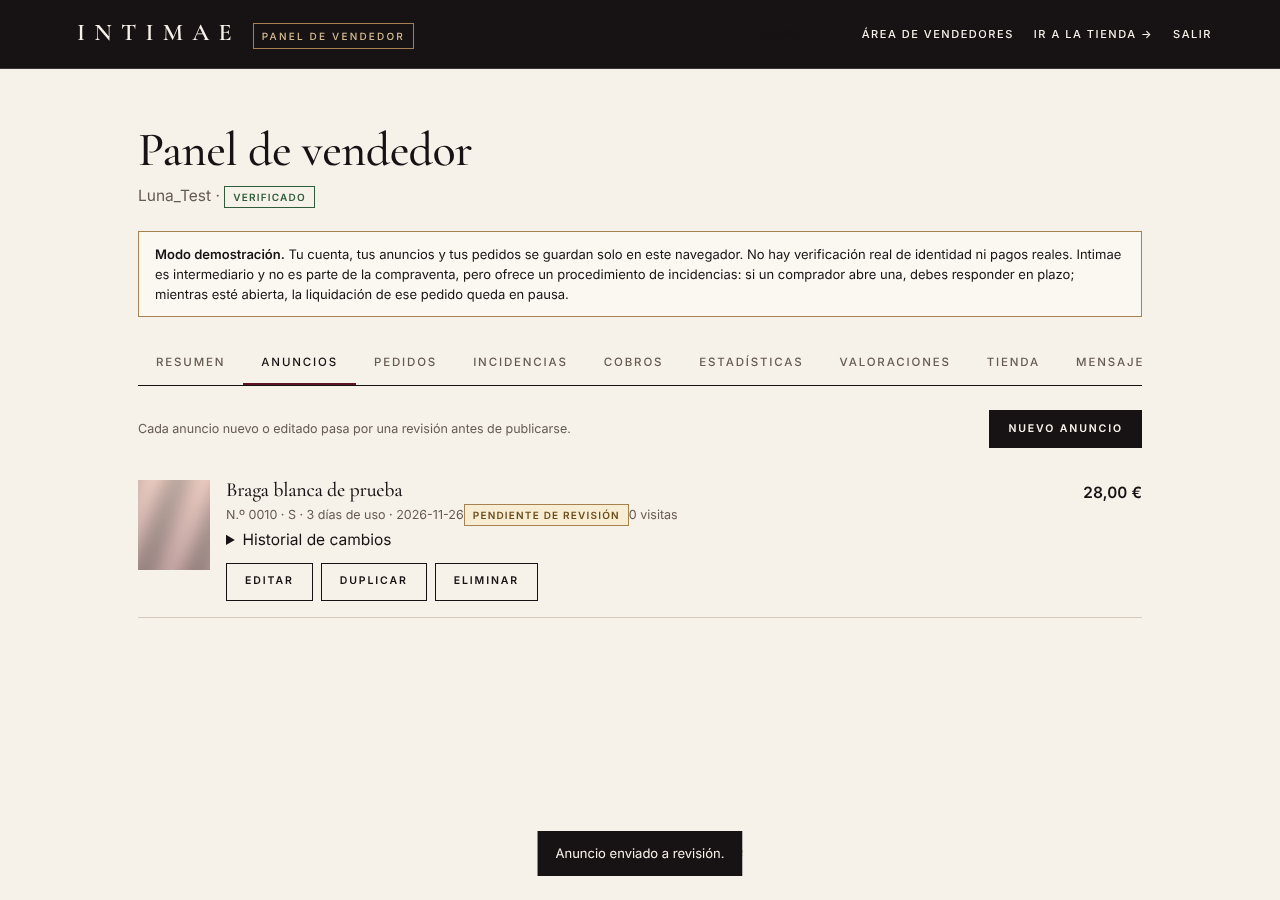 INTIMAE
PANEL DE VENDEDOR
ÁREA DE VENDEDORES
IR A LA TIENDA →
SALIR
Panel de vendedor
Luna_Test · VERIFICADO
Modo demostración. Tu cuenta, tus anuncios y tus pedidos se guardan solo en este navegador. No hay verificación real de identidad ni pagos reales. Intimae
es intermediario y no es parte de la compraventa, pero ofrece un procedimiento de incidencias: si un comprador abre una, debes responder en plazo;
mientras esté abierta, la liquidación de ese pedido queda en pausa.
RESUMEN
ANUNCIOS
PEDIDOS
INCIDENCIAS
COBROS
ESTADÍSTICAS
VALORACIONES
TIENDA
MENSAJE
Cada anuncio nuevo o editado pasa por una revisión antes de publicarse.
NUEVO ANUNCIO
Braga blanca de prueba
28,00 €
N.º 0010 · S · 3 días de uso · 2026-11-26 PENDIENTE DE REVISIÓN 0 visitas
▶ Historial de cambios
EDITAR
DUPLICAR
ELIMINAR
Anuncio enviado a revisión.